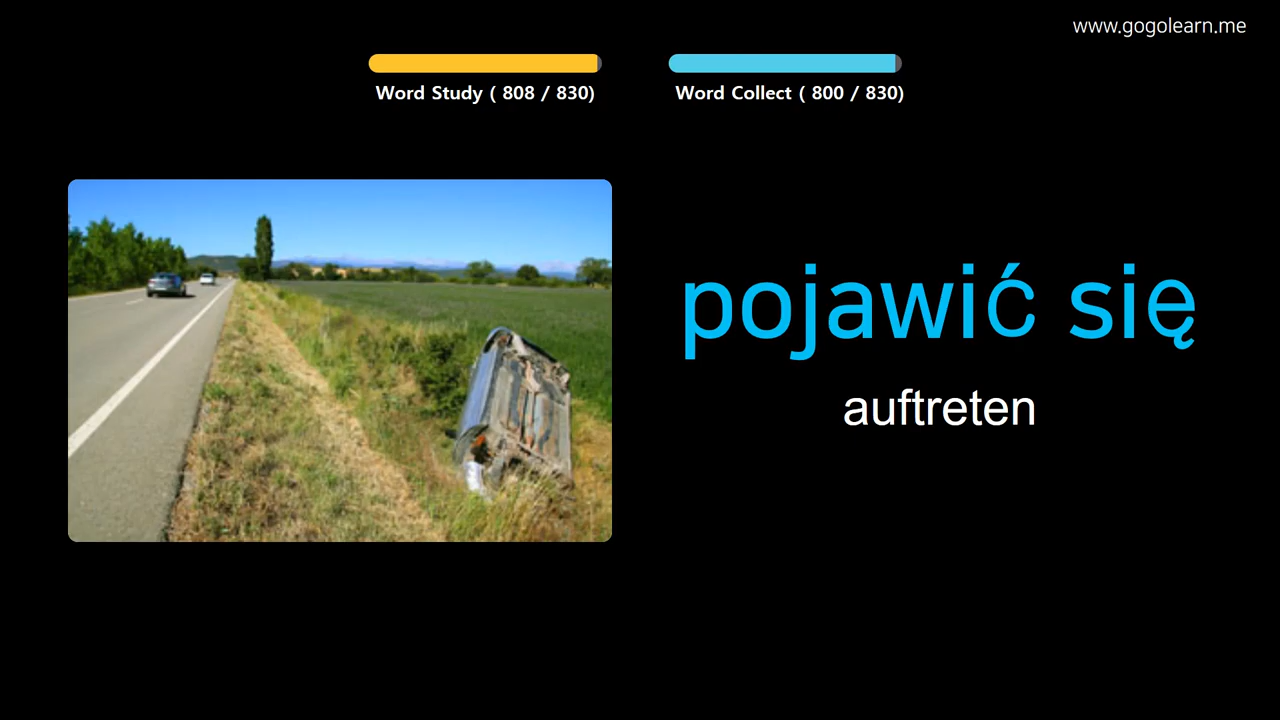 www.gogolearn.me
Word Study ( 808 / 830)
Word Collect ( 800 / 830)
pojawić się
auftreten